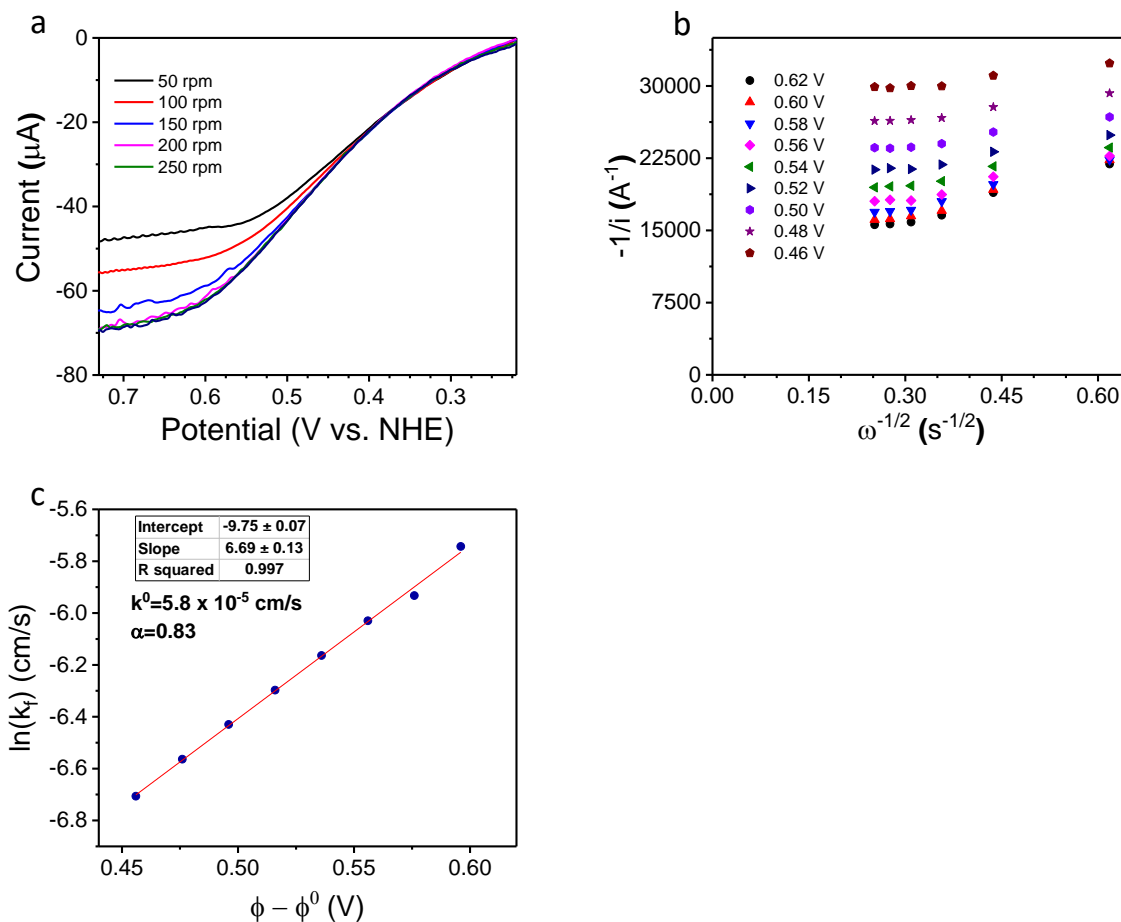 a
0
-20
-40
-60
-80
Current (μA)
50 rpm
100 rpm
150 rpm
200 rpm
250 rpm
0.7 0.6 0.5 0.4 0.3
Potential (V vs. NHE)
b
30000
22500
15000
7500
0
-1/i (A⁻¹)
0.62 V
0.60 V
0.58 V
0.56 V
0.54 V
0.52 V
0.50 V
0.48 V
0.46 V
0.00 0.15 0.30 0.45 0.60
ω⁻¹/² (s⁻¹/²)
c
-5.6
-5.8
-6.0
-6.2
-6.4
-6.6
-6.8
ln(k_f) (cm/s)
Intercept -9.75 ± 0.07
Slope 6.69 ± 0.13
R squared 0.997
k⁰=5.8 x 10⁻⁵ cm/s
α=0.83
0.45 0.50 0.55 0.60
ϕ − ϕ⁰ (V)